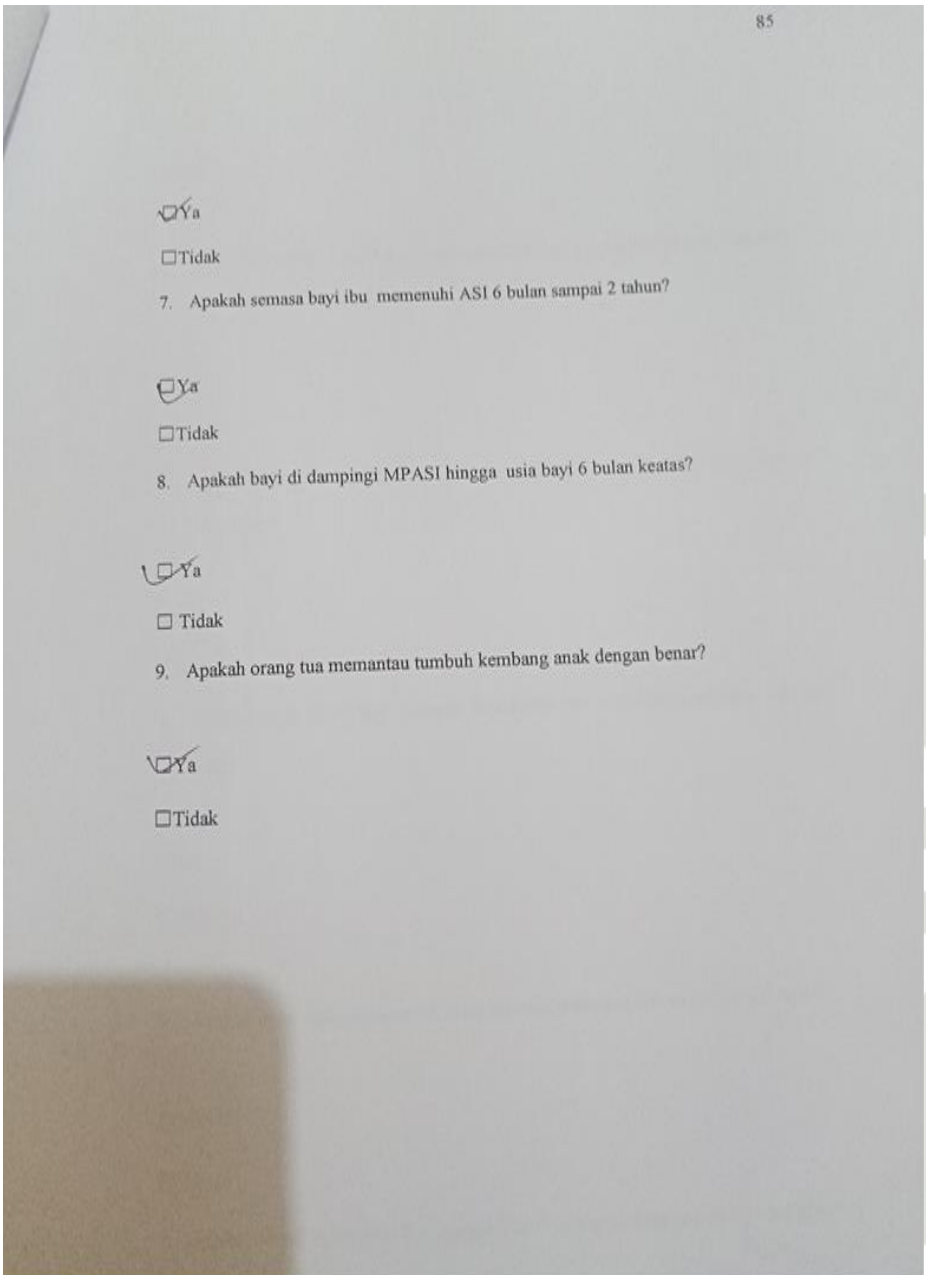 85
☐Ya
☐Tidak
7. Apakah semasa bayi ibu memenuhi ASI 6 bulan sampai 2 tahun?
☐Ya
☐Tidak
8. Apakah bayi di dampingi MPASI hingga usia bayi 6 bulan keatas?
☐ Ya
☐ Tidak
9. Apakah orang tua memantau tumbuh kembang anak dengan benar?
☐Ya
☐Tidak